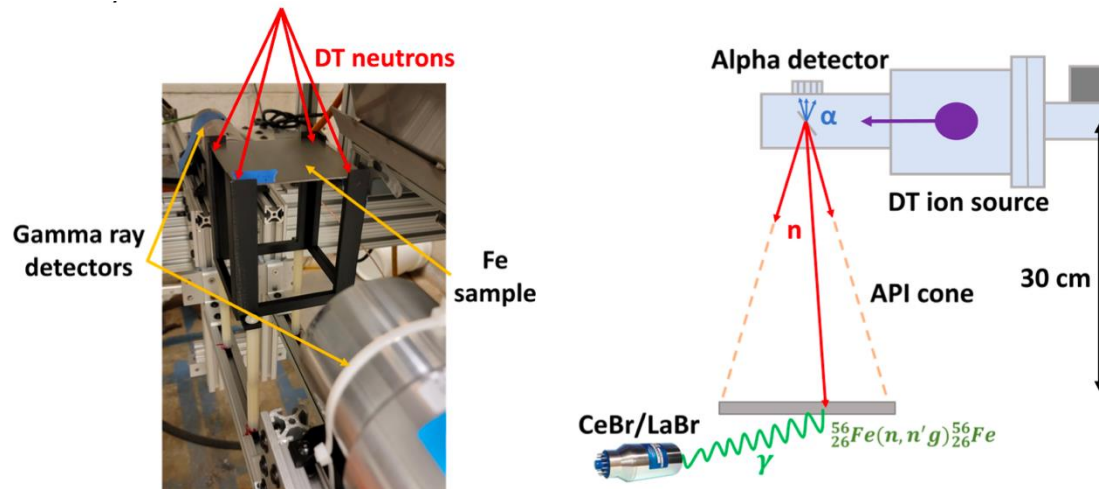 DT neutrons
Gamma ray
detectors
Fe
sample
Alpha detector
α
DT ion source
n
30 cm
API cone
CeBr/LaBr
γ
⁵⁶₂₆Fe(n, n'g)⁵⁶₂₆Fe